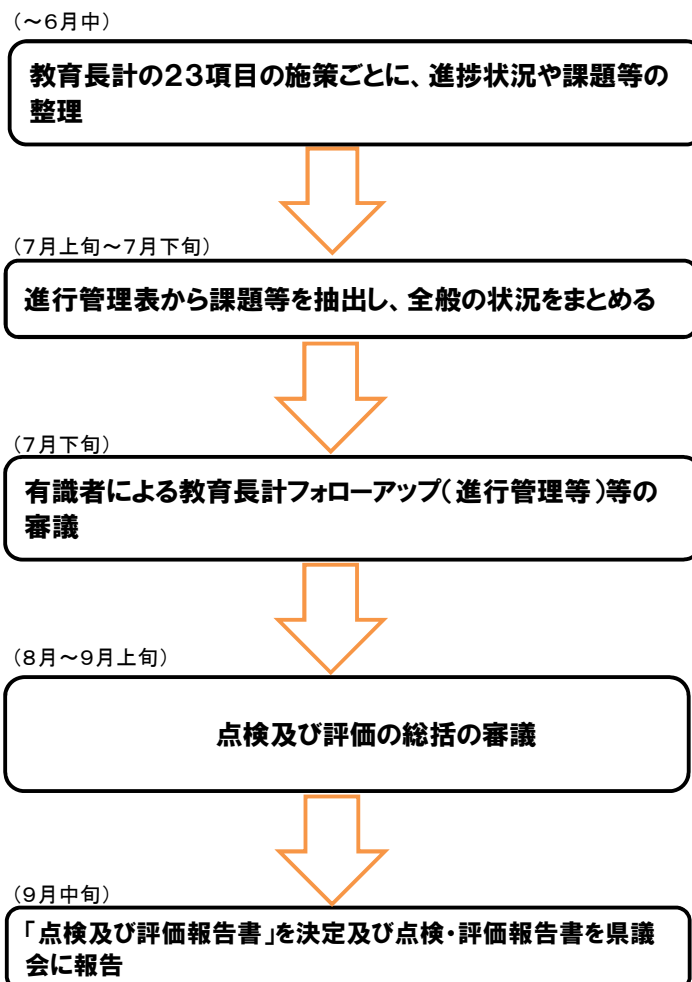 (～6月中)
教育長計の23項目の施策ごとに、進捗状況や課題等の
整理
(7月上旬～7月下旬)
進行管理表から課題等を抽出し、全般の状況をまとめる
(7月下旬)
有識者による教育長計フォローアップ(進行管理等)等の
審議
(8月～9月上旬)
点検及び評価の総括の審議
(9月中旬)
「点検及び評価報告書」を決定及び点検・評価報告書を県議
会に報告